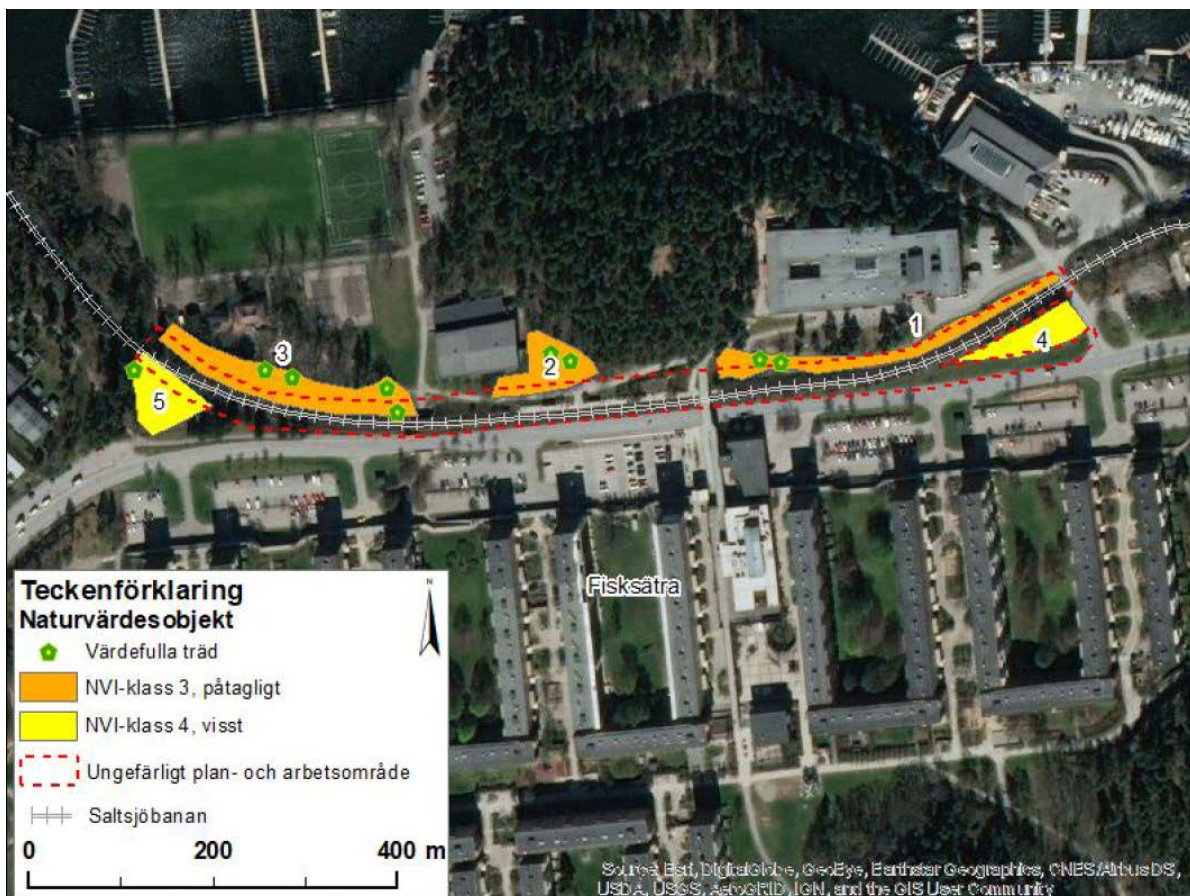 3
2
1
4
5
Fisksätra
Teckenförklaring
Naturvärdesobjekt
Värdefulla träd
NVI-klass 3, påtagligt
NVI-klass 4, visst
Ungefärligt plan- och arbetsområde
Saltsjöbanan
0 200 400 m
N
Source: Esri, DigitalGlobe, GeoEye, Earthstar Geographics, CNES/Airbus DS,
USDA, USGS, AeroGRID, IGN, and the GIS User Community